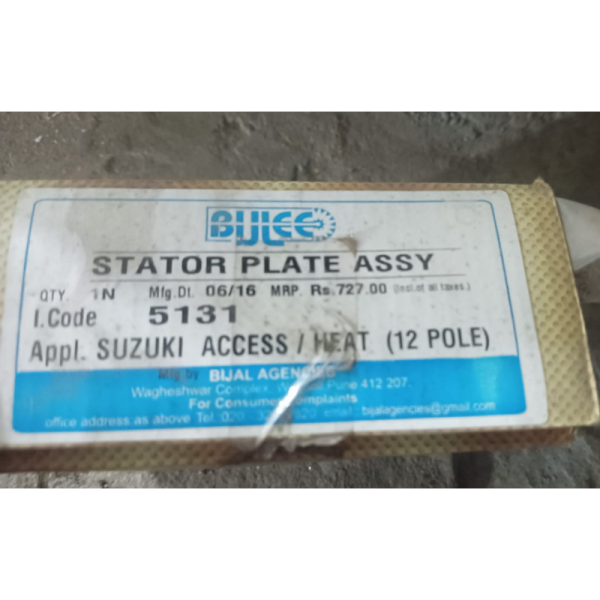 BIJLEE
STATOR PLATE ASSY
QTY. 1N Mfg.Dt. 06/16 MRP. Rs.727.00 (Incl.of all taxes.)
I.Code 5131
Appl. SUZUKI ACCESS / HEAT (12 POLE)
Mfg by BIJAL AGENCIES
Wagheshwar Complex, Pune 412 207.
For Consumer Complaints
office address as above Tel: 020 email: bijalagencies@gmail.com